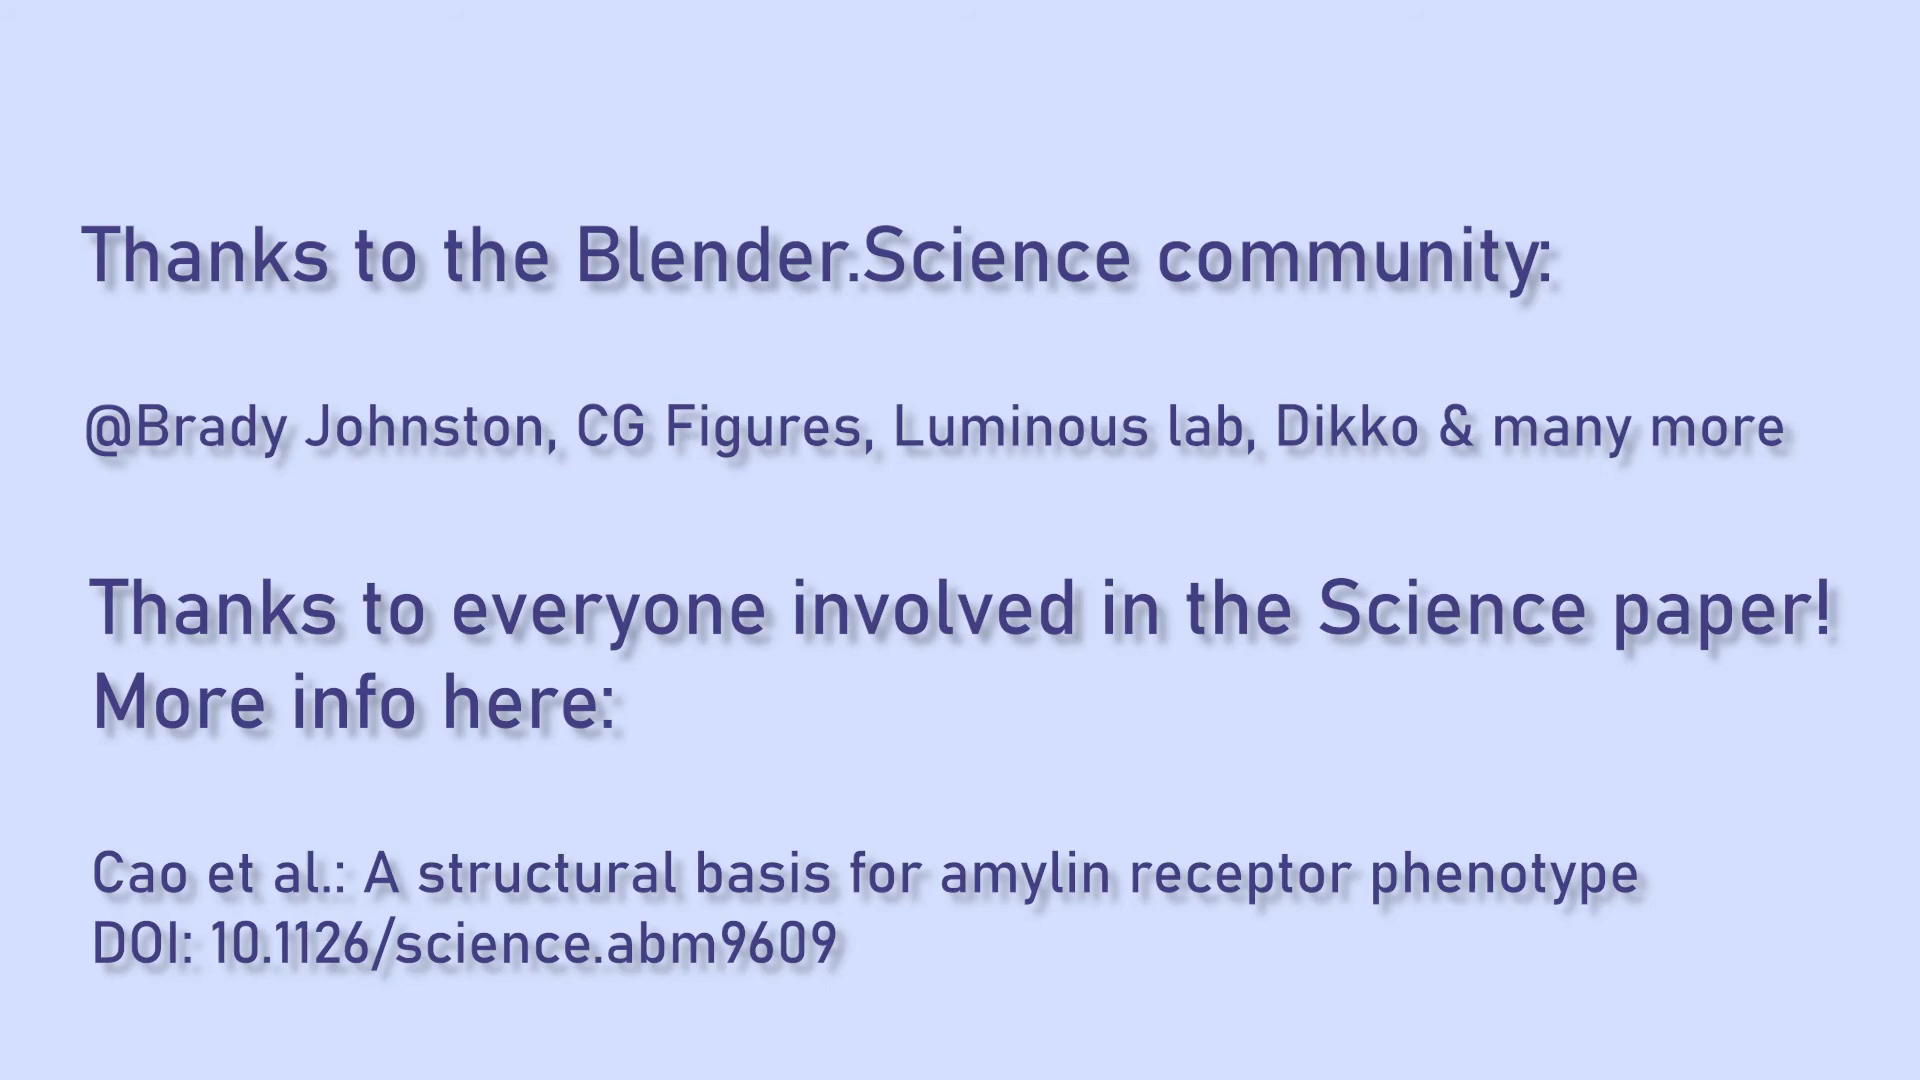 Thanks to the Blender.Science community:
@Brady Johnston, CG Figures, Luminous lab, Dikko & many more
Thanks to everyone involved in the Science paper!
More info here:
Cao et al.: A structural basis for amylin receptor phenotype
DOI: 10.1126/science.abm9609